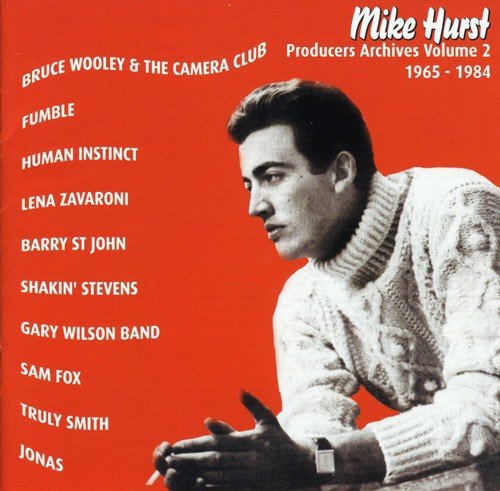 Mike Hurst
Producers Archives Volume 2
1965 - 1984
BRUCE WOOLEY & THE CAMERA CLUB
FUMBLE
HUMAN INSTINCT
LENA ZAVARONI
BARRY ST JOHN
SHAKIN' STEVENS
GARY WILSON BAND
SAM FOX
TRULY SMITH
JONAS